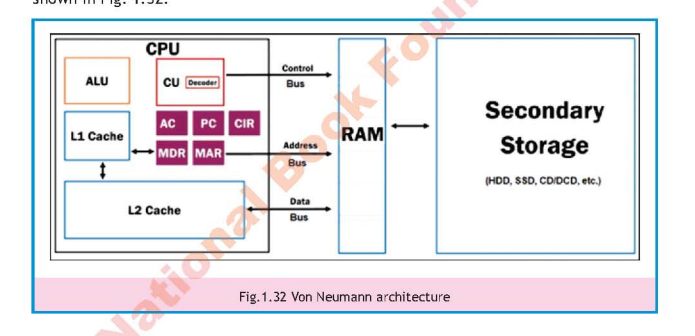 shown in Fig. 1.32.
CPU
ALU
CU Decoder
Control
Bus
AC PC CIR
L1 Cache
MDR MAR
Address
Bus
RAM
Secondary
Storage
(HDD, SSD, CD/DCD, etc.)
L2 Cache
Data
Bus
Fig.1.32 Von Neumann architecture
National Book Foun